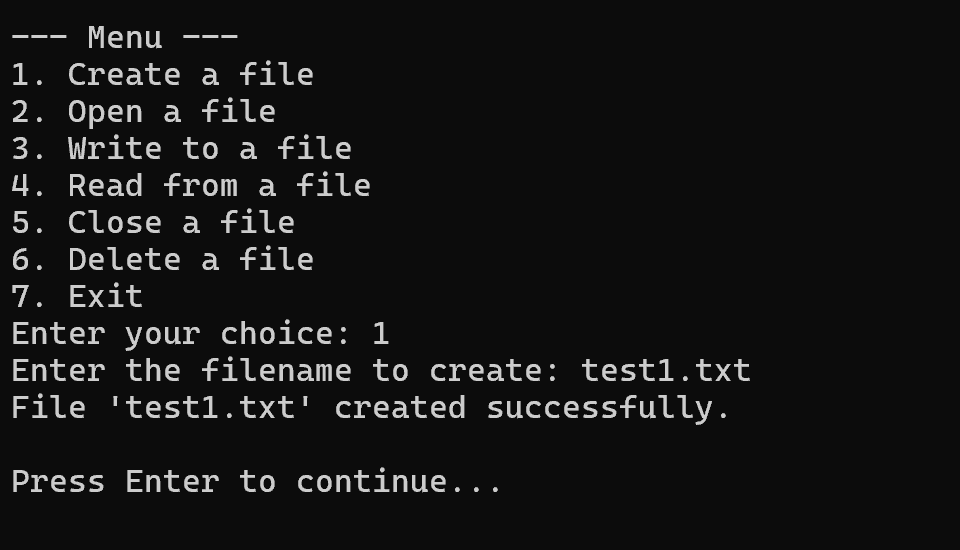 --- Menu ---
1. Create a file
2. Open a file
3. Write to a file
4. Read from a file
5. Close a file
6. Delete a file
7. Exit
Enter your choice: 1
Enter the filename to create: test1.txt
File 'test1.txt' created successfully.
Press Enter to continue...